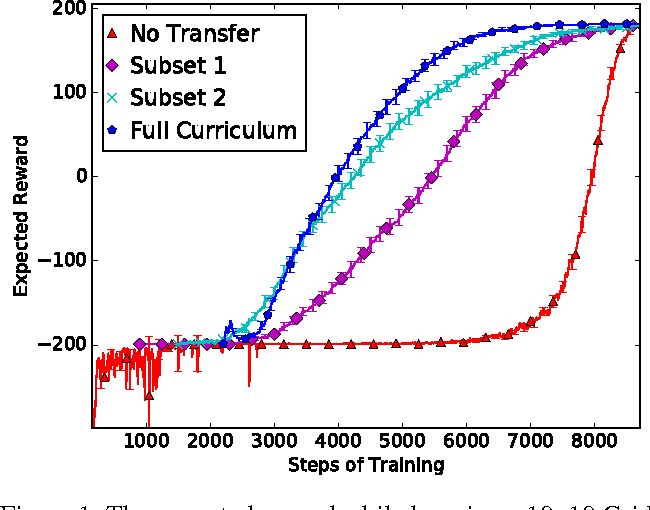 200
100
0
−100
−200
Expected Reward
No Transfer
Subset 1
Subset 2
Full Curriculum
1000 2000 3000 4000 5000 6000 7000 8000
Steps of Training